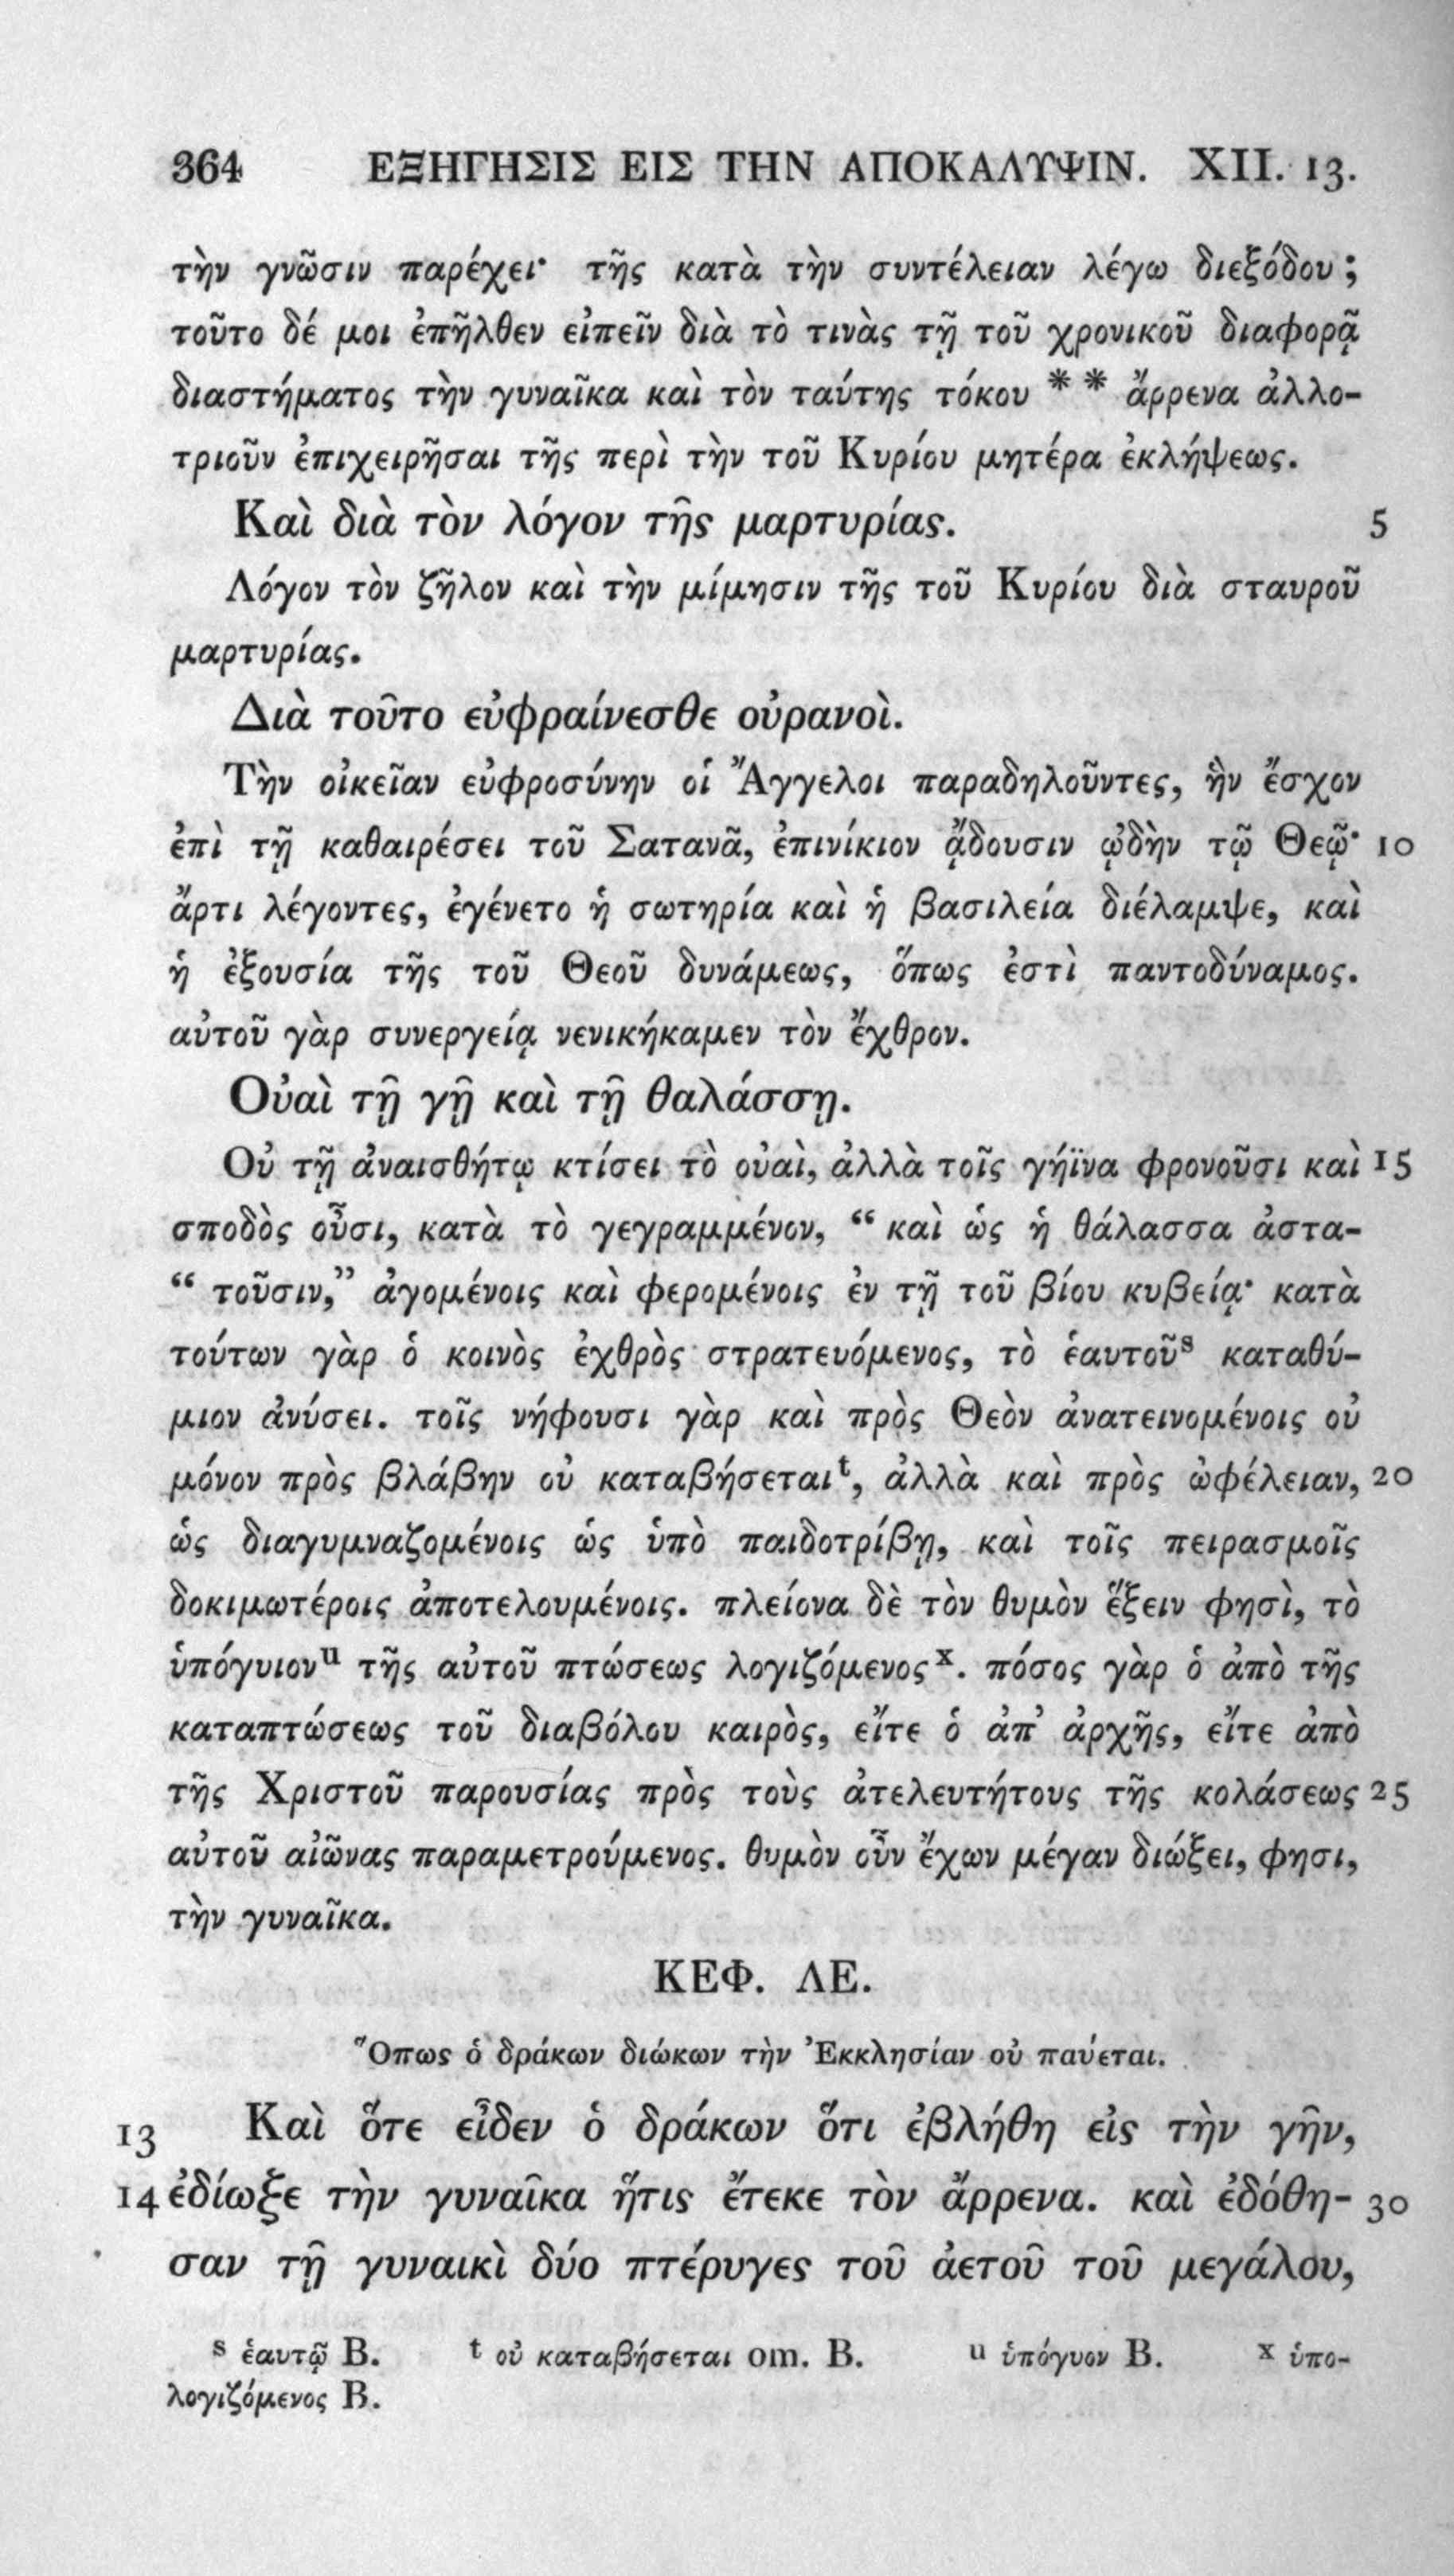 364 ΕΞΗΓΗΣΙΣ ΕΙΣ ΤΗΝ ΑΠΟΚΑΛΥΨΙΝ. XII. 13.
τὴν γνῶσιν παρέχει· τῆς κατὰ τὴν συντέλειαν λέγω διεξόδου;
τοῦτο δέ μοι ἐπῆλθεν εἰπεῖν διὰ τὸ τινὰς τῇ τοῦ χρονικοῦ διαφορᾷ
διαστήματος τὴν γυναῖκα καὶ τὸν ταύτης τόκον * * ἄρρενα ἀλλο-
τριοῦν ἐπιχειρῆσαι τῆς περὶ τὴν τοῦ Κυρίου μητέρα ἐκλήψεως.
Καὶ διὰ τὸν λόγον τῆς μαρτυρίας. 5
Λόγον τὸν ζῆλον καὶ τὴν μίμησιν τῆς τοῦ Κυρίου διὰ σταυροῦ
μαρτυρίας.
Διὰ τοῦτο εὐφραίνεσθε οὐρανοὶ.
Τὴν οἰκεῖαν εὐφροσύνην οἱ Ἄγγελοι παραδηλοῦντες, ἣν ἔσχον
ἐπὶ τῇ καθαιρέσει τοῦ Σατανᾶ, ἐπινίκιον ᾄδουσιν ᾠδὴν τῷ Θεῷ· 10
ἄρτι λέγοντες, ἐγένετο ἡ σωτηρία καὶ ἡ βασιλεία διέλαμψε, καὶ
ἡ ἐξουσία τῆς τοῦ Θεοῦ δυνάμεως, ὅπως ἐστὶ παντοδύναμος.
αὐτοῦ γὰρ συνεργείᾳ νενικήκαμεν τὸν ἔχθρον.
Οὐαὶ τῇ γῇ καὶ τῇ θαλάσσῃ.
Οὐ τῇ ἀναισθήτῳ κτίσει τὸ οὐαὶ, ἀλλὰ τοῖς γήϊνα φρονοῦσι καὶ 15
σποδὸς οὖσι, κατὰ τὸ γεγραμμένον, “ καὶ ὡς ἡ θάλασσα ἀστα-
“ τοῦσιν,” ἀγομένοις καὶ φερομένοις ἐν τῇ τοῦ βίου κυβείᾳ· κατὰ
τούτων γὰρ ὁ κοινὸς ἐχθρὸς στρατευόμενος, τὸ ἑαυτοῦˢ καταθύ-
μιον ἀνύσει. τοῖς νήφουσι γὰρ καὶ πρὸς Θεὸν ἀνατεινομένοις οὐ
μόνον πρὸς βλάβην οὐ καταβήσεταιᵗ, ἀλλὰ καὶ πρὸς ὠφέλειαν, 20
ὡς διαγυμναζομένοις ὡς ὑπὸ παιδοτρίβῃ, καὶ τοῖς πειρασμοῖς
δοκιμωτέροις ἀποτελουμένοις. πλείονα δὲ τὸν θυμὸν ἕξειν φησὶ, τὸ
ὑπόγυιονᵘ τῆς αὐτοῦ πτώσεως λογιζόμενοςˣ. πόσος γὰρ ὁ ἀπὸ τῆς
καταπτώσεως τοῦ διαβόλου καιρὸς, εἴτε ὁ ἀπ’ ἀρχῆς, εἴτε ἀπὸ
τῆς Χριστοῦ παρουσίας πρὸς τοὺς ἀτελευτήτους τῆς κολάσεως 25
αὐτοῦ αἰῶνας παραμετρούμενος. θυμὸν οὖν ἔχων μέγαν διώξει, φησι,
τὴν γυναῖκα.
ΚΕΦ. ΛΕ.
Ὅπως ὁ δράκων διώκων τὴν Ἐκκλησίαν οὐ παύεται.
13 Καὶ ὅτε εἶδεν ὁ δράκων ὅτι ἐβλήθη εἰς τὴν γῆν,
14 ἐδίωξε τὴν γυναῖκα ἥτις ἔτεκε τὸν ἄρρενα. καὶ ἐδόθη- 30
σαν τῇ γυναικὶ δύο πτέρυγες τοῦ ἀετοῦ τοῦ μεγάλου,
s ἑαυτῷ B. t οὐ καταβήσεται om. B. u ὑπόγυον B. x ὑπο-
λογιζόμενος B.